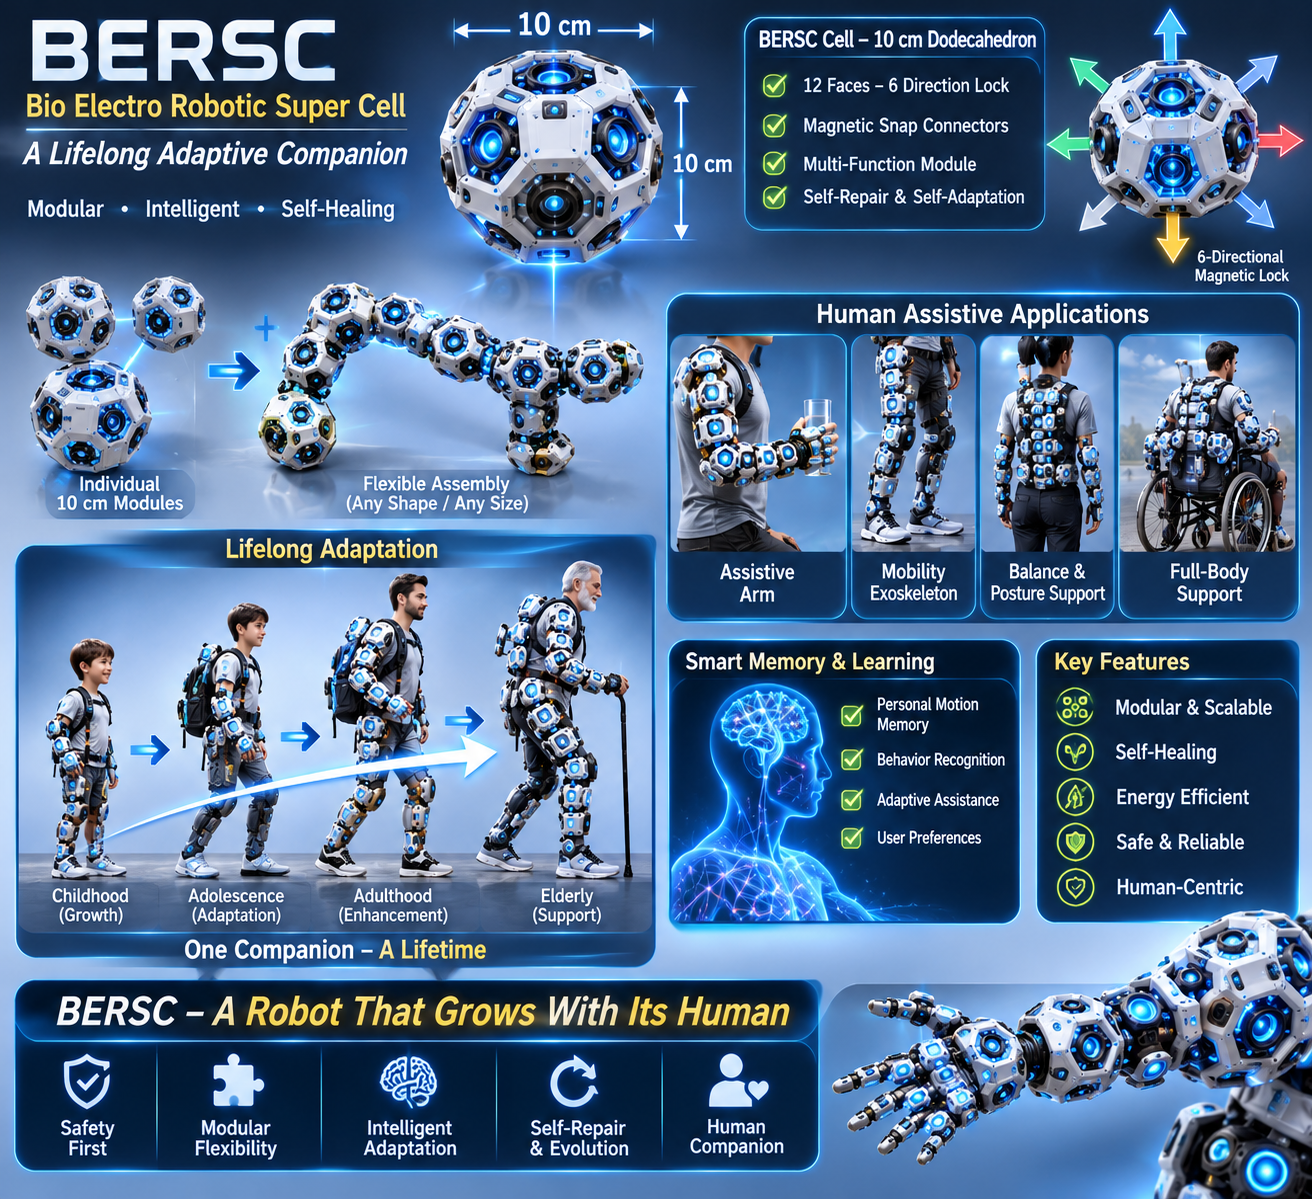 BERSC
Bio Electro Robotic Super Cell
A Lifelong Adaptive Companion
Modular • Intelligent • Self-Healing
10 cm
10 cm
BERSC Cell – 10 cm Dodecahedron
12 Faces – 6 Direction Lock
Magnetic Snap Connectors
Multi-Function Module
Self-Repair & Self-Adaptation
6-Directional
Magnetic Lock
Individual
10 cm Modules
Flexible Assembly
(Any Shape / Any Size)
Human Assistive Applications
Assistive
Arm
Mobility
Exoskeleton
Balance &
Posture Support
Full-Body
Support
Lifelong Adaptation
Childhood
(Growth)
Adolescence
(Adaptation)
Adulthood
(Enhancement)
Elderly
(Support)
One Companion – A Lifetime
Smart Memory & Learning
Personal Motion
Memory
Behavior Recognition
Adaptive Assistance
User Preferences
Key Features
Modular & Scalable
Self-Healing
Energy Efficient
Safe & Reliable
Human-Centric
BERSC – A Robot That Grows With Its Human
Safety
First
Modular
Flexibility
Intelligent
Adaptation
Self-Repair
& Evolution
Human
Companion